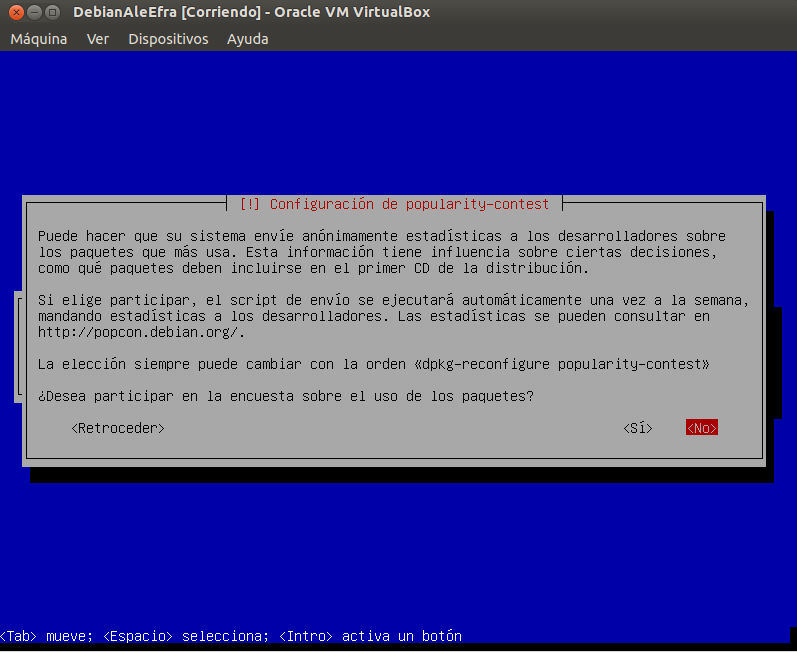 DebianAleEfra [Corriendo] - Oracle VM VirtualBox
Máquina Ver Dispositivos Ayuda
[!] Configuración de popularity-contest
Puede hacer que su sistema envíe anónimamente estadísticas a los desarrolladores sobre
los paquetes que más usa. Esta información tiene influencia sobre ciertas decisiones,
como qué paquetes deben incluirse en el primer CD de la distribución.
Si elige participar, el script de envío se ejecutará automáticamente una vez a la semana,
mandando estadísticas a los desarrolladores. Las estadísticas se pueden consultar en
http://popcon.debian.org/.
La elección siempre puede cambiar con la orden «dpkg-reconfigure popularity-contest»
¿Desea participar en la encuesta sobre el uso de los paquetes?
<Retroceder> <Sí> <No>
<Tab> mueve; <Espacio> selecciona; <Intro> activa un botón